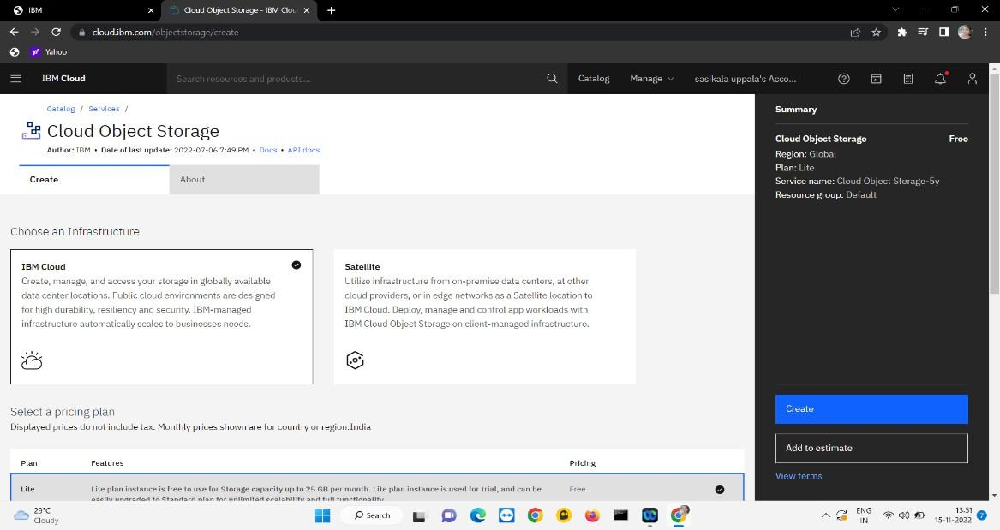 IBM
Cloud Object Storage - IBM Clou
cloud.ibm.com/objectstorage/create
Yahoo
IBM Cloud
Search resources and products...
Catalog
Manage
sasikala uppala's Acco...
Catalog / Services /
Cloud Object Storage
Author: IBM • Date of last update: 2022-07-06 7:49 PM • Docs • API docs
Create
About
Choose an Infrastructure
IBM Cloud
Create, manage, and access your storage in globally available
data center locations. Public cloud environments are designed
for high durability, resiliency and security. IBM-managed
infrastructure automatically scales to businesses needs.
Satellite
Utilize infrastructure from on-premise data centers, at other
cloud providers, or in edge networks as a Satellite location to
IBM Cloud. Deploy, manage and control app workloads with
IBM Cloud Object Storage on client-managed infrastructure.
Select a pricing plan
Displayed prices do not include tax. Monthly prices shown are for country or region:India
Plan Features Pricing
Lite Lite plan instance is free to use for Storage capacity up to 25 GB per month. Lite plan instance is used for trial, and can be Free
easily upgraded to Standard plan for unlimited scalability and full functionality.
Summary
Cloud Object Storage Free
Region: Global
Plan: Lite
Service name: Cloud Object Storage-5y
Resource group: Default
Create
Add to estimate
View terms
29°C
Cloudy
Search
ENG
IN
13:51
15-11-2022
7